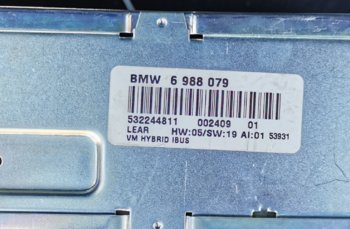 BMW 6 988 079
532244811 002409 01
LEAR HW:05/SW:19 AI:01 53931
VM HYBRID IBUS